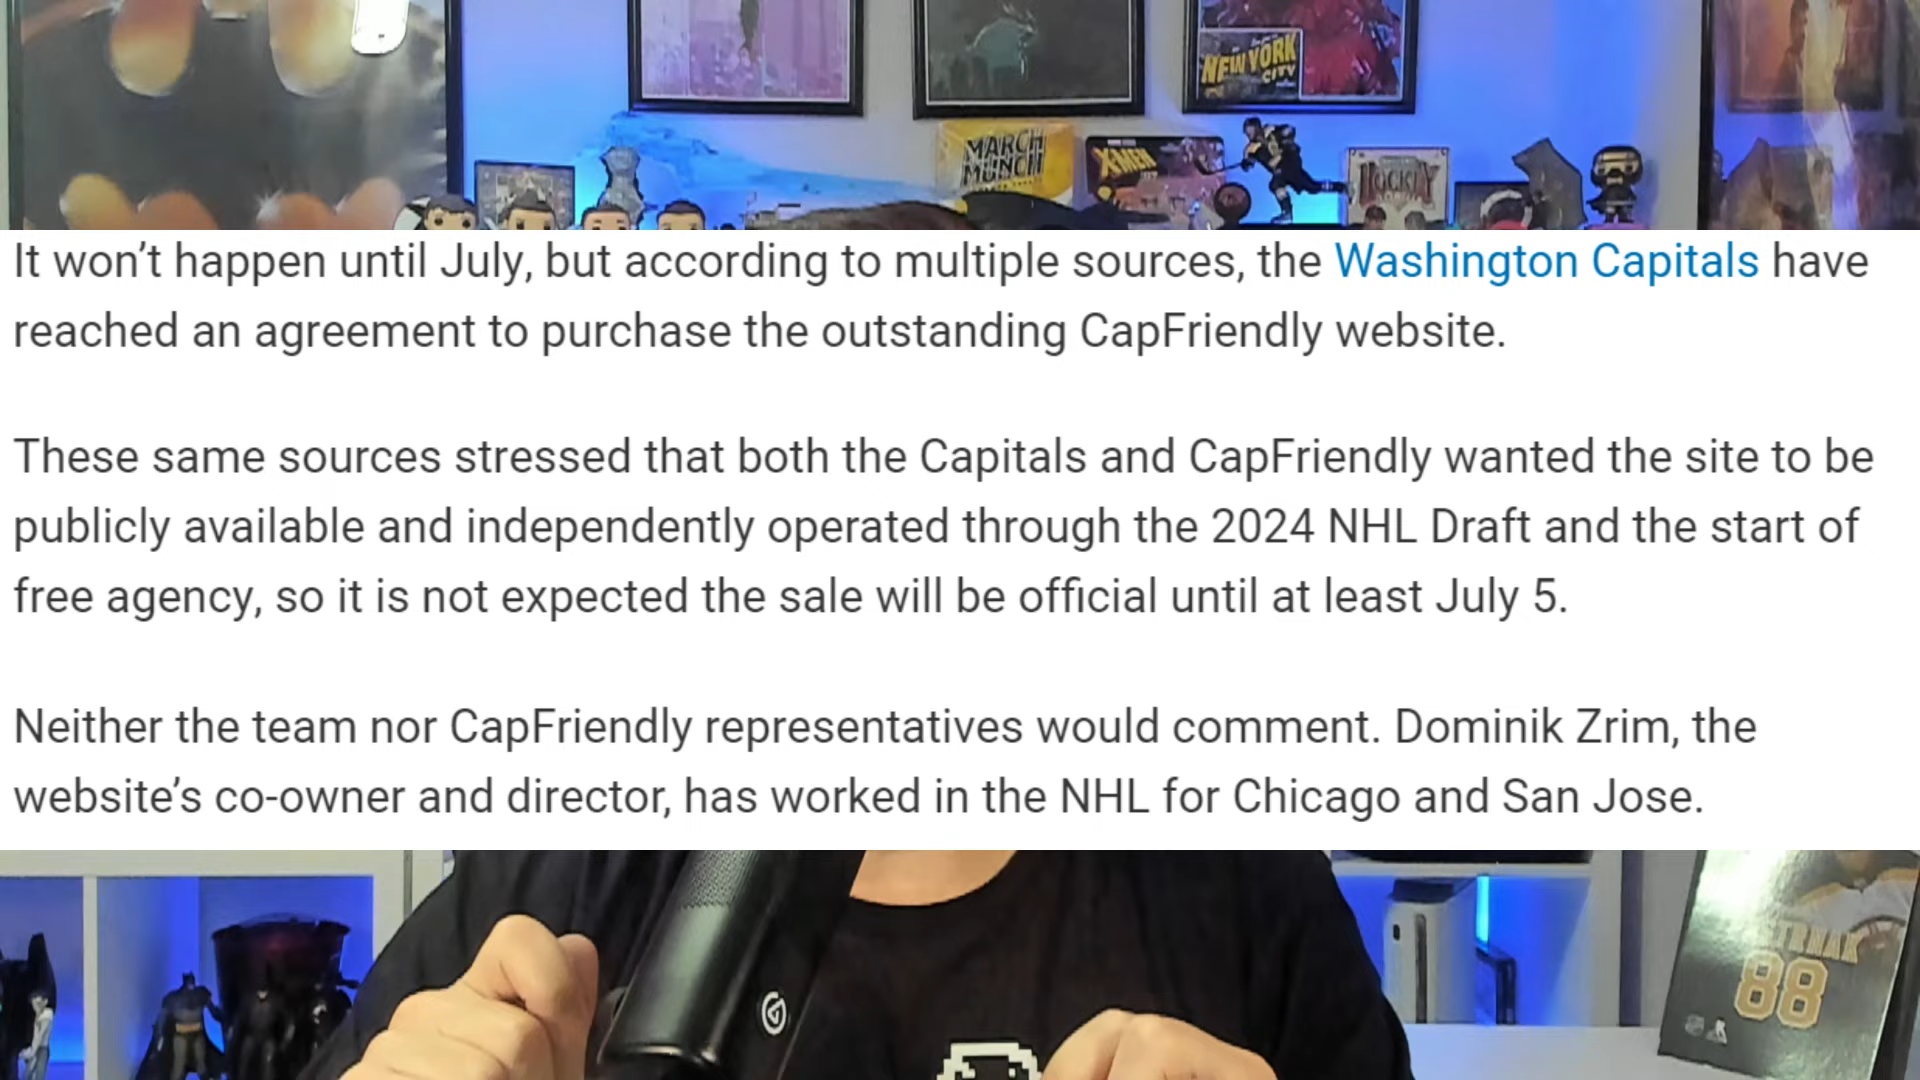 NEW YORK
CITY
MARCH
MUNCH
X-MEN
HOCKEY
It won't happen until July, but according to multiple sources, the Washington Capitals have
reached an agreement to purchase the outstanding CapFriendly website.
These same sources stressed that both the Capitals and CapFriendly wanted the site to be
publicly available and independently operated through the 2024 NHL Draft and the start of
free agency, so it is not expected the sale will be official until at least July 5.
Neither the team nor CapFriendly representatives would comment. Dominik Zrim, the
website's co-owner and director, has worked in the NHL for Chicago and San Jose.
STRNAK
88